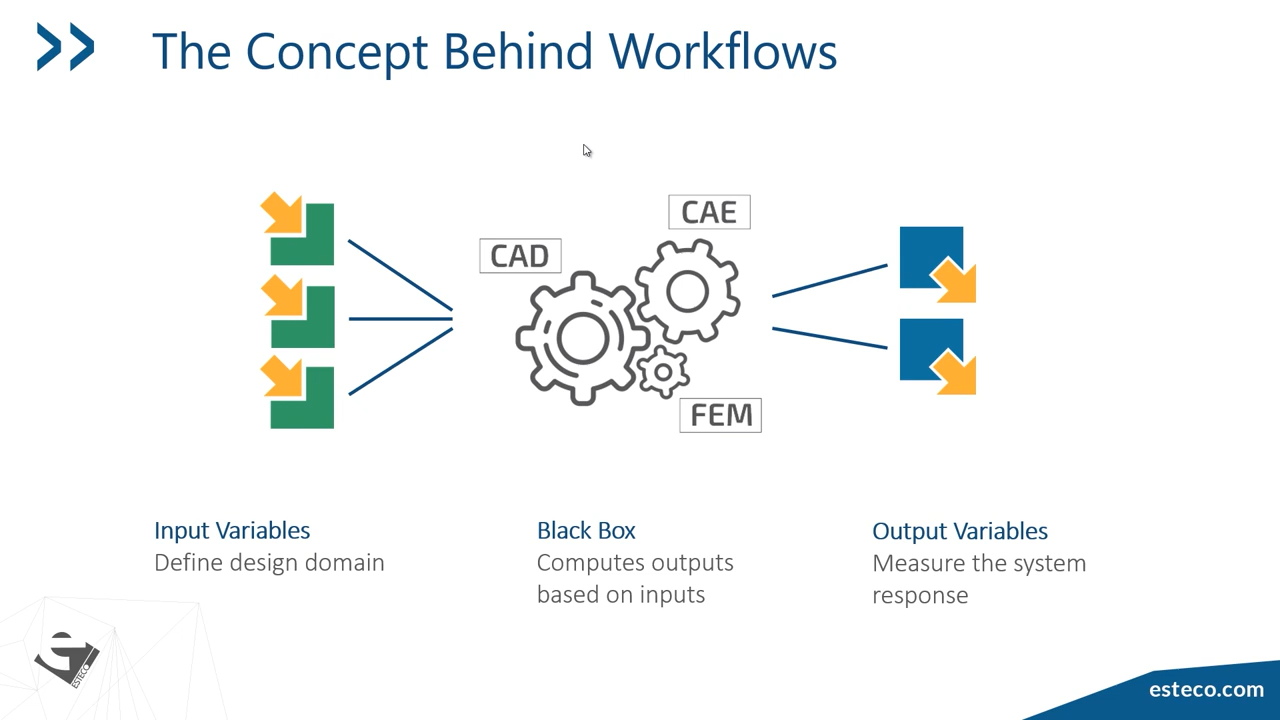 The Concept Behind Workflows
CAE
CAD
FEM
Input Variables
Define design domain
Black Box
Computes outputs
based on inputs
Output Variables
Measure the system
response
ESTECO
esteco.com